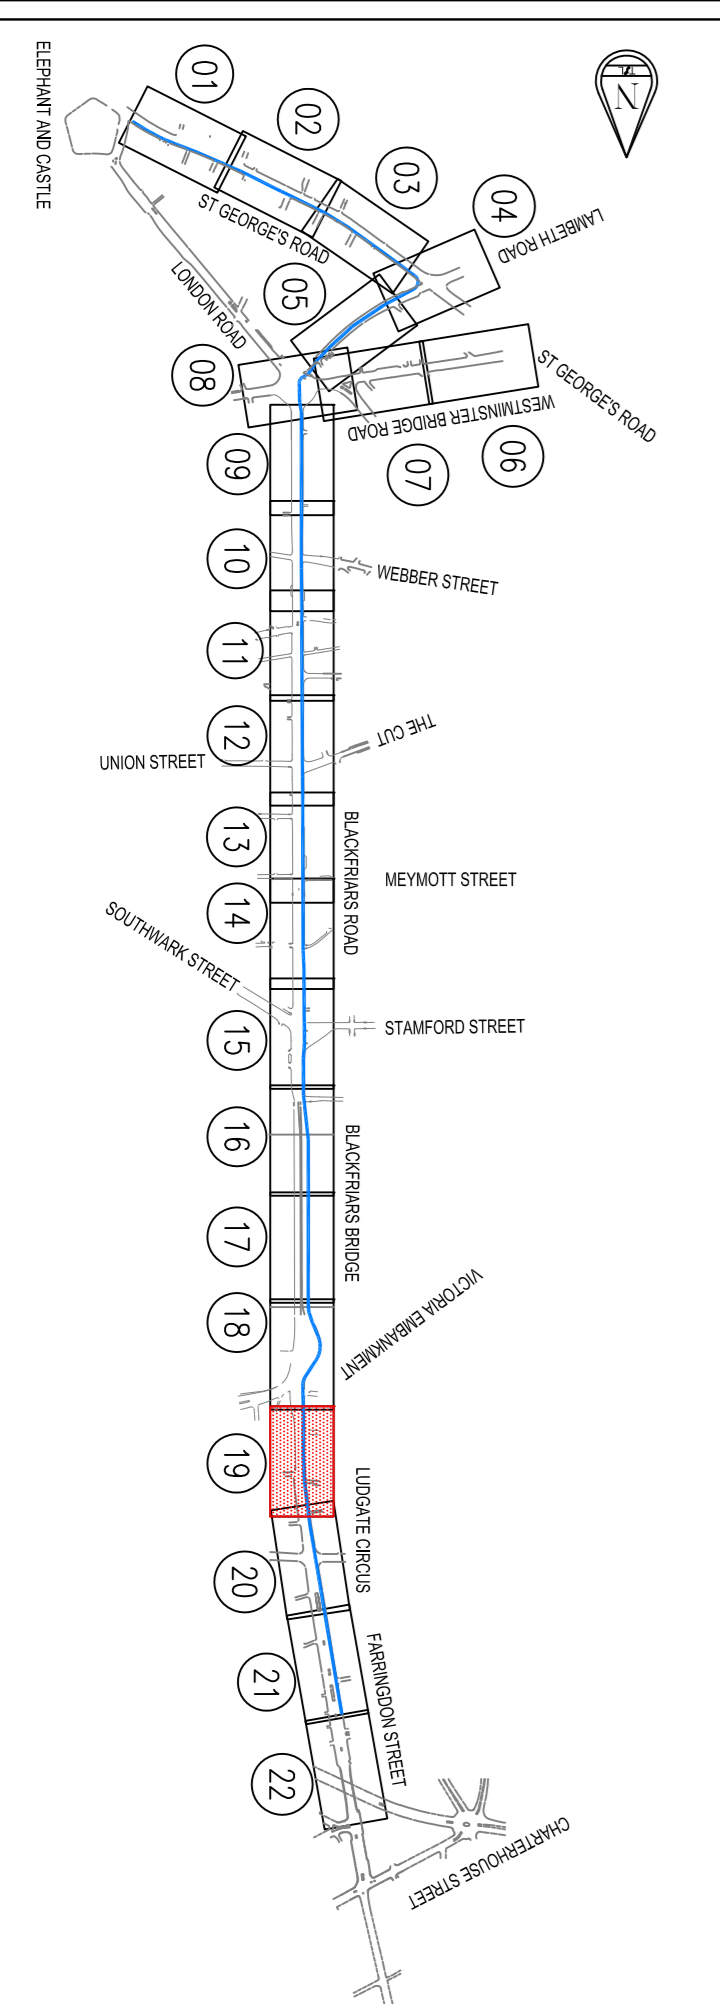 ELEPHANT AND CASTLE
01
02
03
04
LAMBETH ROAD
N
ST GEORGE'S ROAD
LONDON ROAD
05
08
ST GEORGE'S ROAD
WESTMINSTER BRIDGE ROAD
06
07
09
10
WEBBER STREET
11
12
THE CUT
UNION STREET
13
BLACKFRIARS ROAD
MEYMOTT STREET
14
SOUTHWARK STREET
15
STAMFORD STREET
16
BLACKFRIARS BRIDGE
17
18
VICTORIA EMBANKMENT
19
LUDGATE CIRCUS
20
21
FARRINGDON STREET
22
CHARTERHOUSE STREET